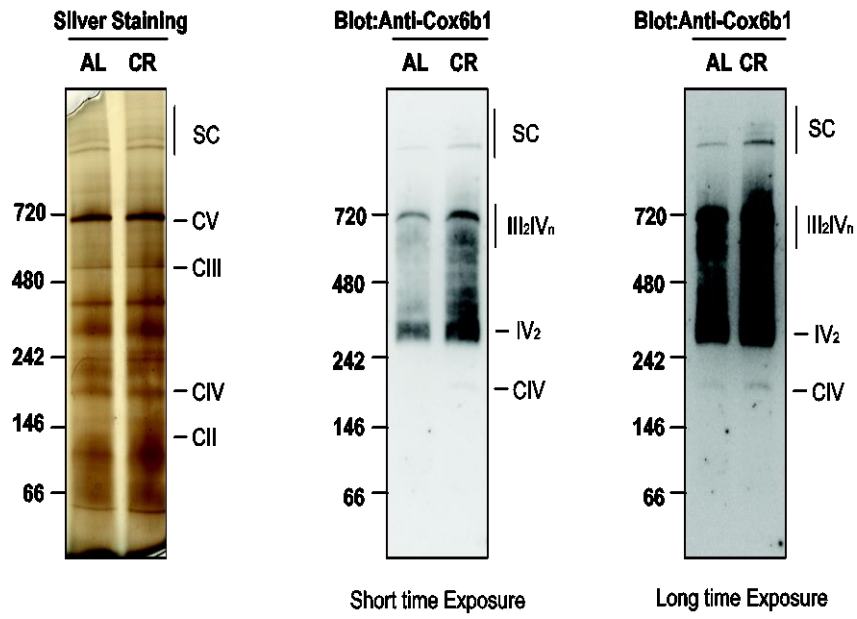 Silver Staining
AL CR
SC
720
CV
CIII
480
242
CIV
146
CII
66
Blot:Anti-Cox6b1
AL CR
SC
720
III₂IVₙ
480
IV₂
242
CIV
146
66
Short time Exposure
Blot:Anti-Cox6b1
AL CR
SC
720
III₂IVₙ
480
IV₂
242
CIV
146
66
Long time Exposure